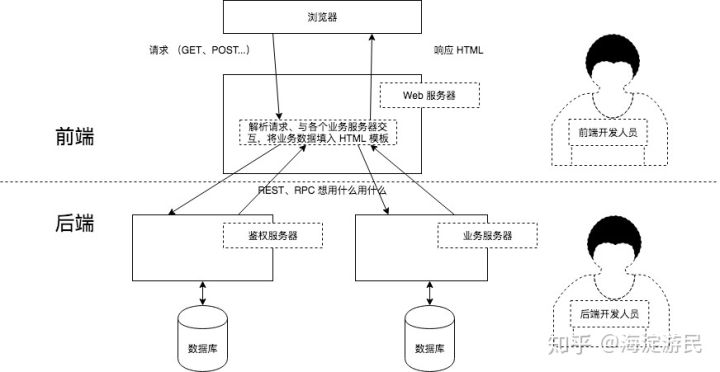 浏览器
请求 （GET、POST...）
响应 HTML
Web 服务器
解析请求、与各个业务服务器交
互，将业务数据填入 HTML 模板
前端
前端开发人员
REST、RPC 想用什么用什么
后端
鉴权服务器
业务服务器
后端开发人员
数据库
数据库
知乎 @海淀游民